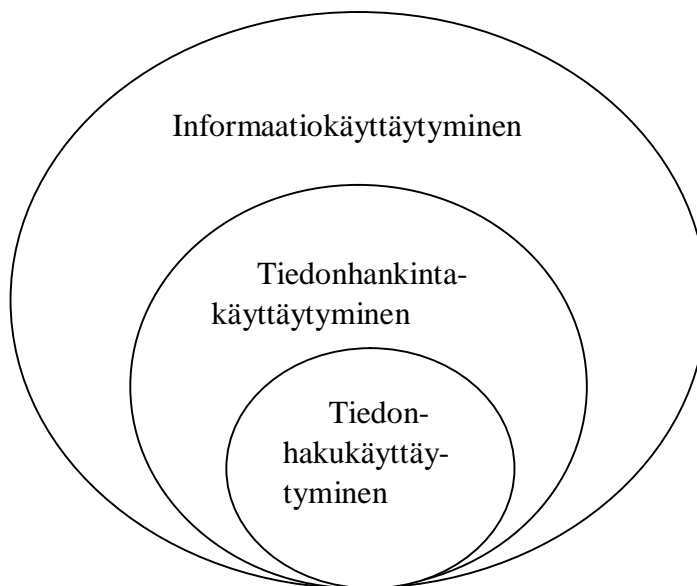 Informaatiokäyttäytyminen
Tiedonhankinta-
käyttäytyminen
Tiedon-
hakukäyttäy-
tyminen